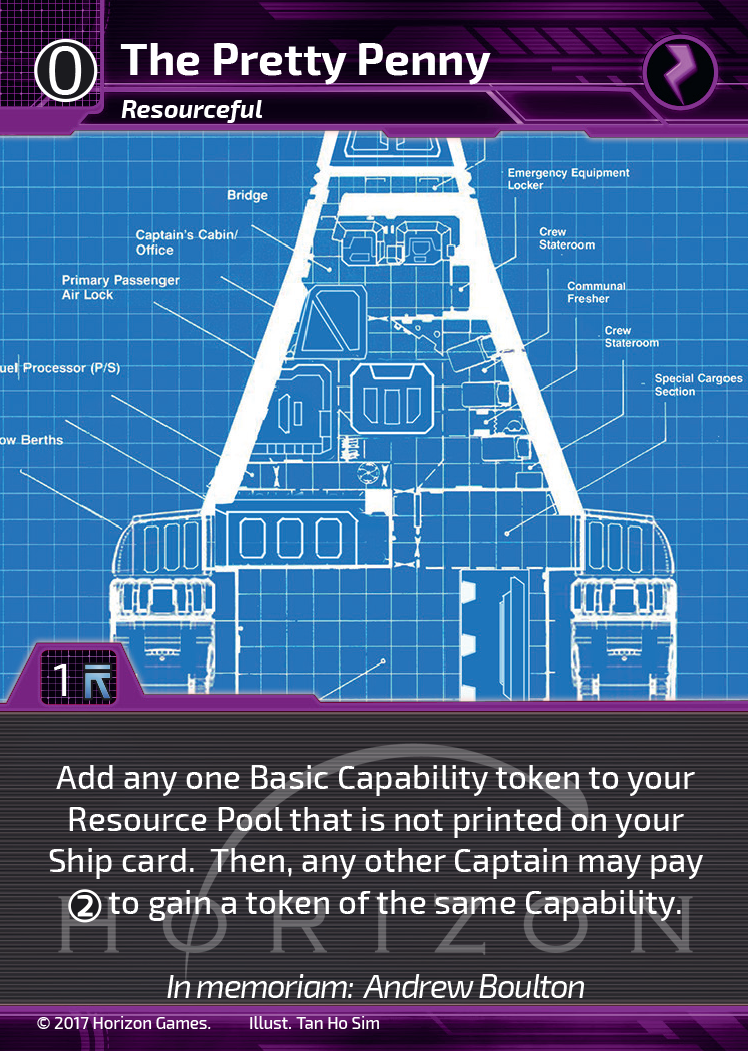 0
The Pretty Penny
Resourceful
Emergency Equipment
Locker
Bridge
Crew
Stateroom
Captain's Cabin/
Office
Primary Passenger
Air Lock
Communal
Fresher
Crew
Stateroom
uel Processor (P/S)
Special Cargoes
Section
ow Berths
1
Add any one Basic Capability token to your
Resource Pool that is not printed on your
Ship card. Then, any other Captain may pay
2 to gain a token of the same Capability.
HORIZON
In memoriam: Andrew Boulton
© 2017 Horizon Games. Illust. Tan Ho Sim